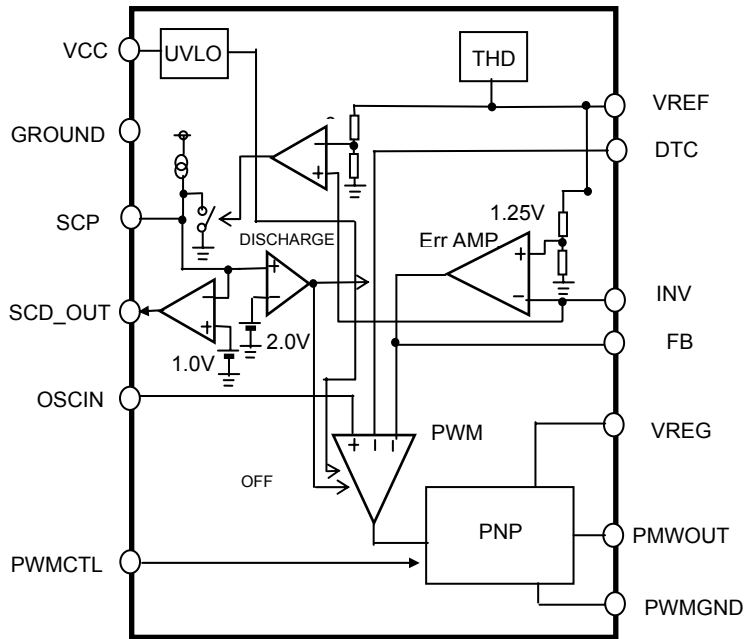 VCC
UVLO
THD
VREF
GROUND
DTC
SCP
1.25V
DISCHARGE
Err AMP
INV
SCD_OUT
2.0V
FB
1.0V
OSCIN
PWM
VREG
OFF
PNP
PMWOUT
PWMCTL
PWMGND